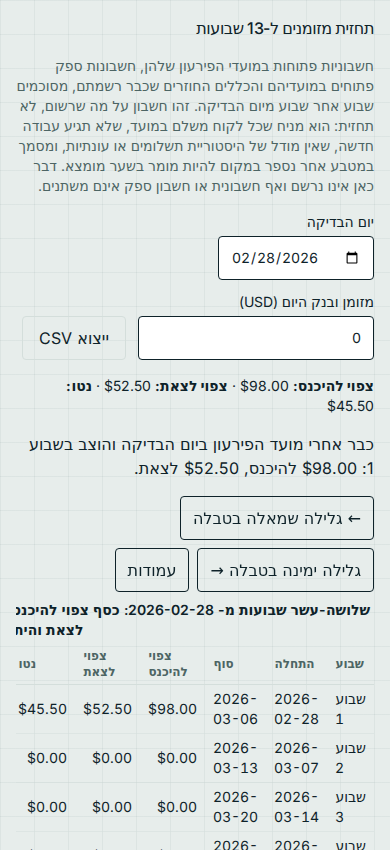 תחזית מזומנים ל-13 שבועות
חשבוניות פתוחות במועדי הפירעון שלהן, חשבונות ספק
פתוחים במועדיהם והכללים החוזרים שכבר רשמתם, מסוכמים
שבוע אחר שבוע מיום הבדיקה. זהו חשבון על מה שרשום, לא
תחזית: הוא מניח שכל לקוח משלם במועד, שלא תגיע עבודה
חדשה, שאין מודל של היסטוריית תשלומים או עונתיות, ומסמך
במטבע אחר נספר במקום להיות מומר בשער מומצא. דבר
כאן אינו נרשם ואף חשבונית או חשבון ספק אינם משתנים.
יום הבדיקה
02/28/2026
מזומן ובנק היום (USD)
0
ייצוא CSV
צפוי להיכנס: $98.00 · צפוי לצאת: $52.50 · נטו:
$45.50
כבר אחרי מועד הפירעון ביום הבדיקה והוצב בשבוע
1: $98.00 להיכנס, $52.50 לצאת.
← גלילה שמאלה בטבלה
גלילה ימינה בטבלה →
עמודות
שלושה-עשר שבועות מ- 2026-02-28: כסף צפוי להיכנס
לצאת
שבוע התחלה סוף צפוי להיכנס צפוי לצאת נטו
שבוע 1 2026-02-28 2026-03-06 $98.00 $52.50 $45.50
שבוע 2 2026-03-07 2026-03-13 $0.00 $0.00 $0.00
שבוע 3 2026-03-14 2026-03-20 $0.00 $0.00 $0.00
שבוע 2026- 2026-